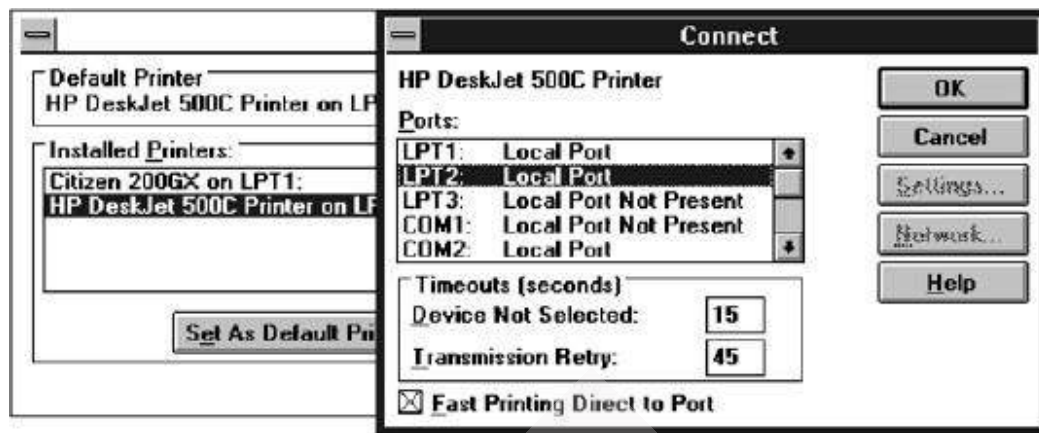 Default Printer
HP DeskJet 500C Printer on LP
Installed Printers:
Citizen 200GX on LPT1:
HP DeskJet 500C Printer on LF
Set As Default Pri
Connect
HP DeskJet 500C Printer
Ports:
LPT1: Local Port
LPT2: Local Port
LPT3: Local Port Not Present
COM1: Local Port Not Present
COM2: Local Port
Timeouts (seconds)
Device Not Selected: 15
Transmission Retry: 45
Fast Printing Direct to Port
OK
Cancel
Settings...
Network...
Help